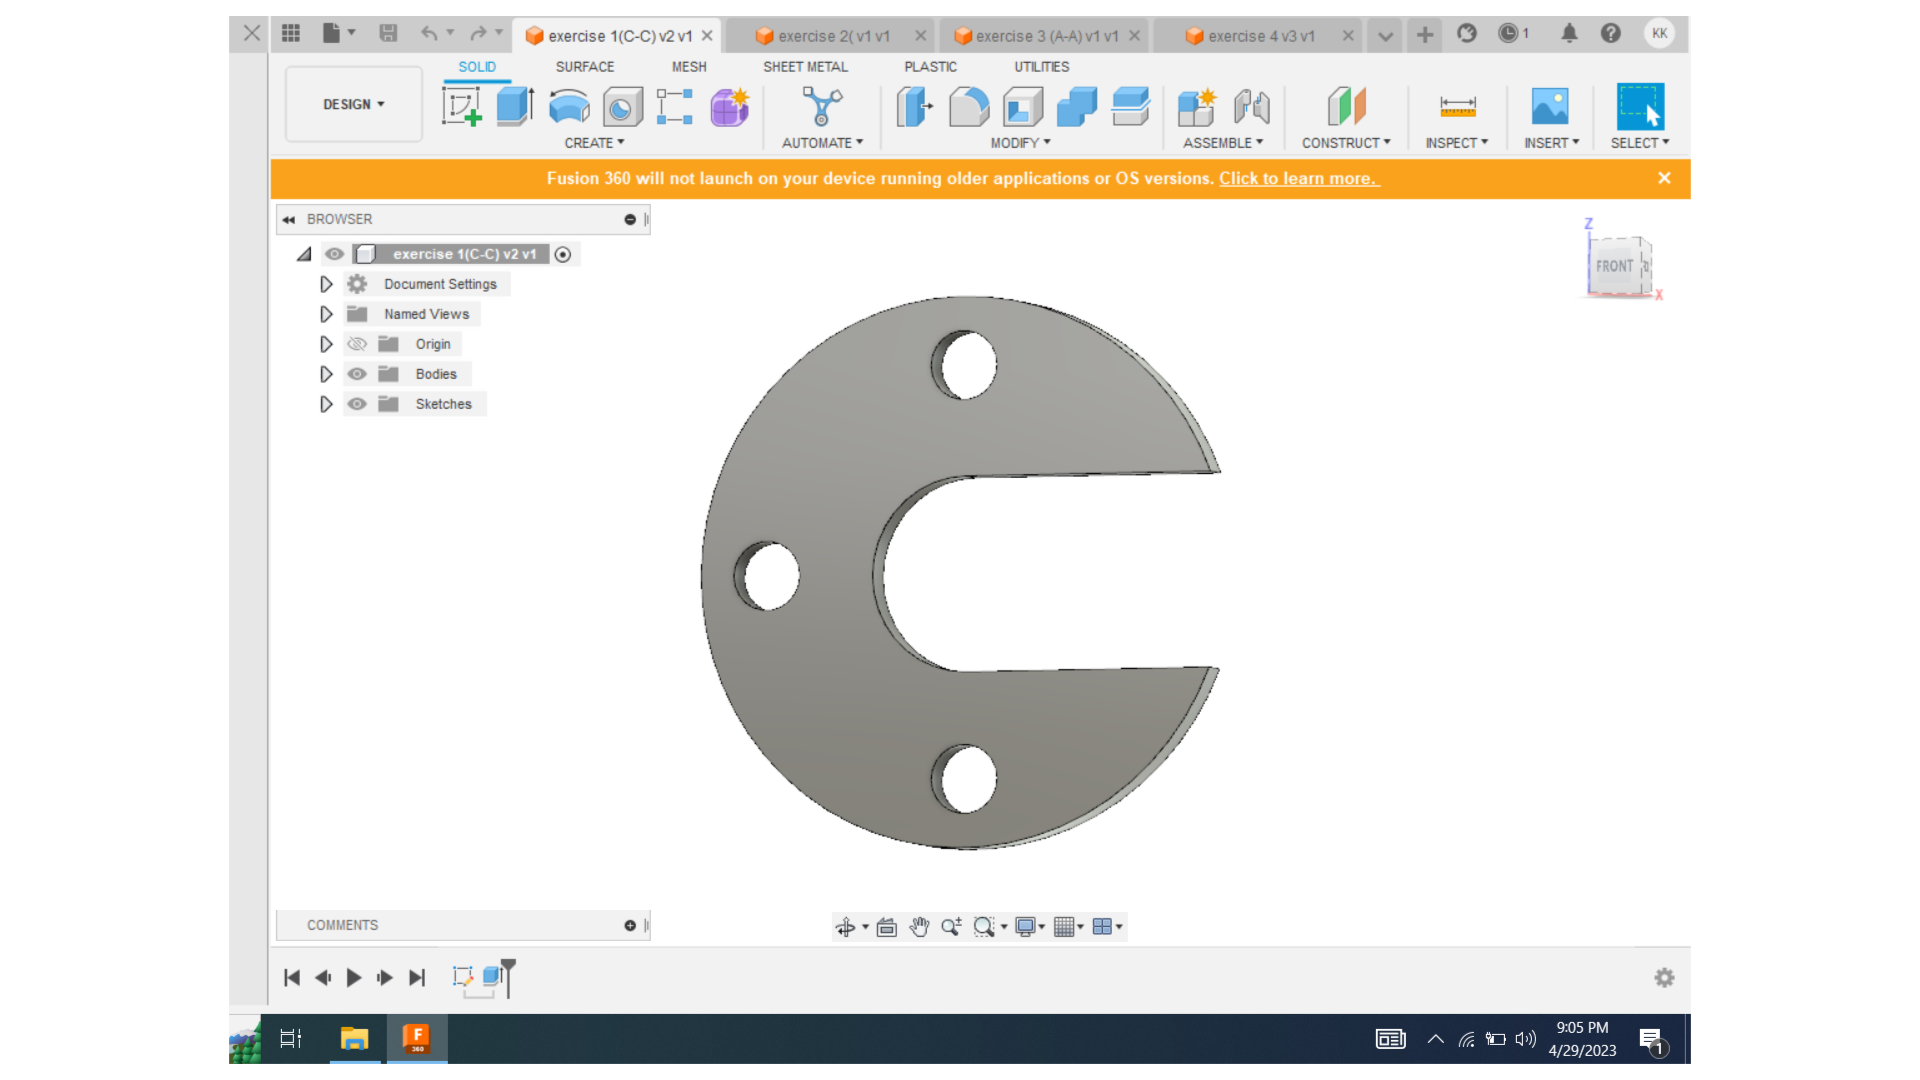 exercise 1(C-C) v2 v1
exercise 2( v1 v1
exercise 3 (A-A) v1 v1
exercise 4 v3 v1
1
KK
SOLID
SURFACE
MESH
SHEET METAL
PLASTIC
UTILITIES
DESIGN
CREATE
AUTOMATE
MODIFY
ASSEMBLE
CONSTRUCT
INSPECT
INSERT
SELECT
Fusion 360 will not launch on your device running older applications or OS versions. Click to learn more.
BROWSER
exercise 1(C-C) v2 v1
Document Settings
Named Views
Origin
Bodies
Sketches
Z
FRONT
X
COMMENTS
F
360
9:05 PM
4/29/2023
1